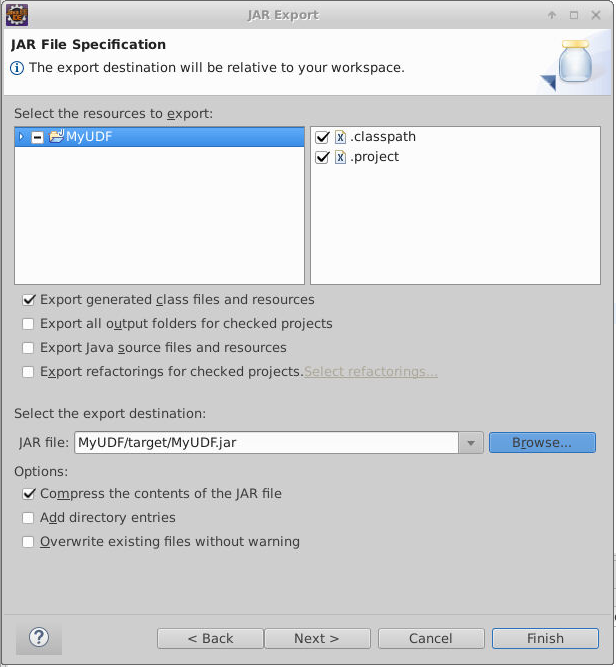 JAR Export
JAR File Specification
The export destination will be relative to your workspace.
Select the resources to export:
MyUDF
.classpath
.project
Export generated class files and resources
Export all output folders for checked projects
Export Java source files and resources
Export refactorings for checked projects. Select refactorings...
Select the export destination:
JAR file: MyUDF/target/MyUDF.jar Browse...
Options:
Compress the contents of the JAR file
Add directory entries
Overwrite existing files without warning
? < Back Next > Cancel Finish